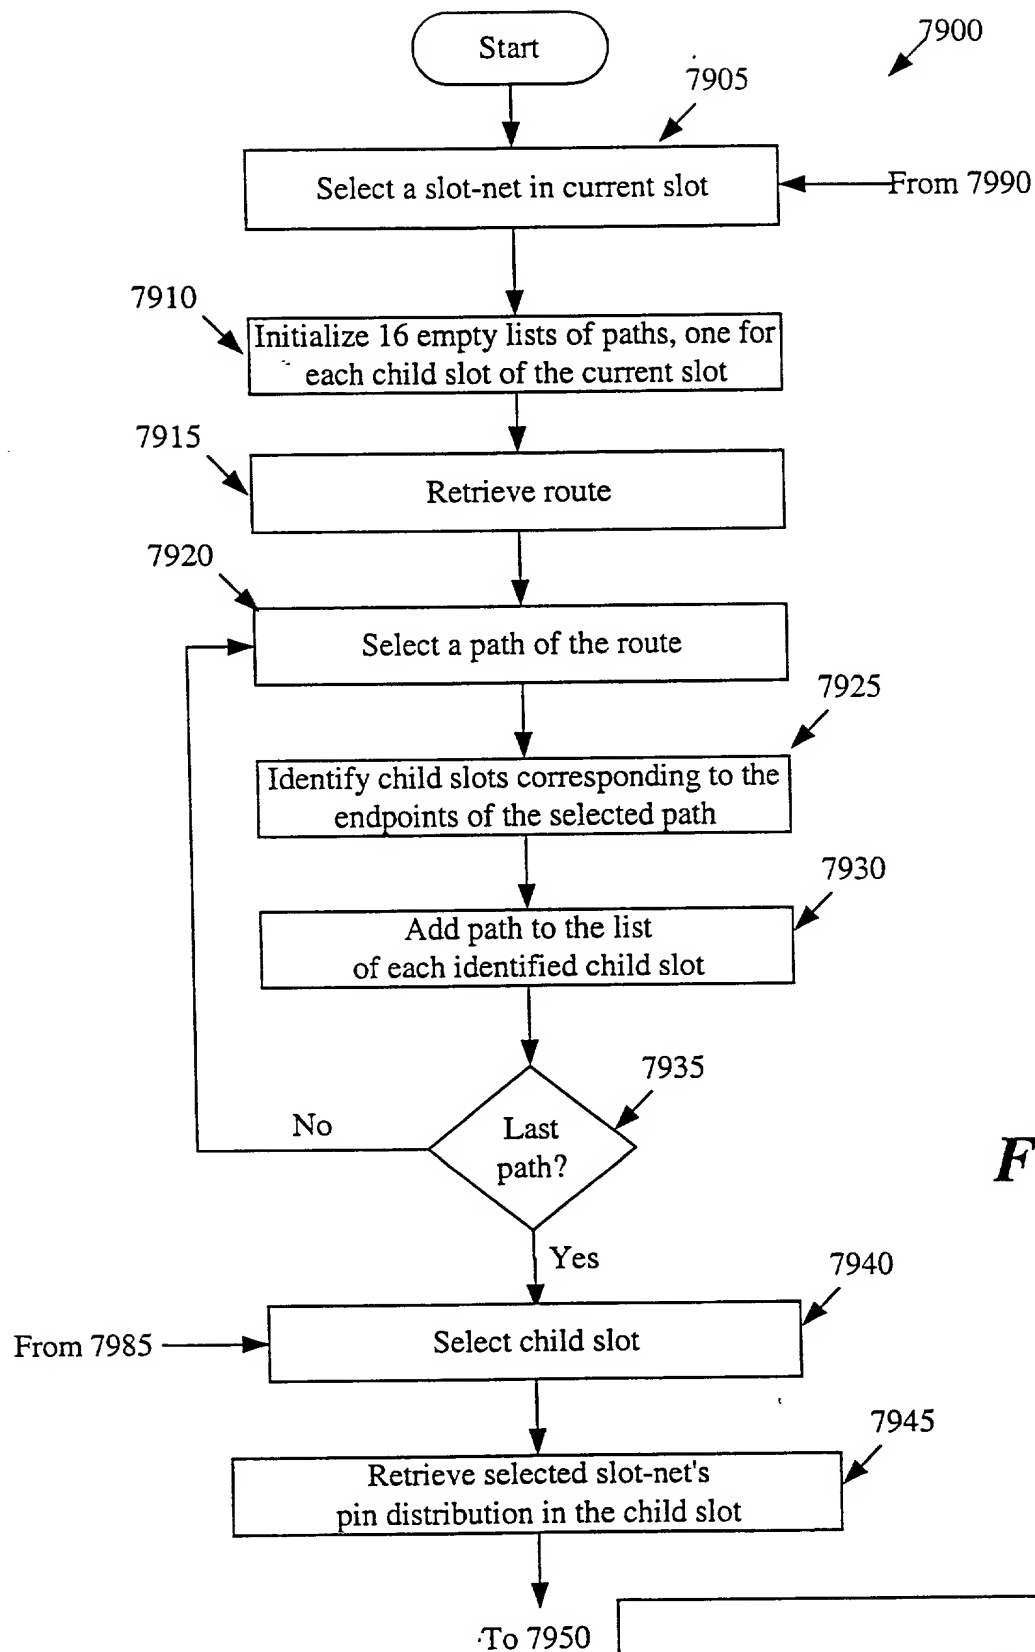 Start
7900
7905
Select a slot-net in current slot
From 7990
7910
Initialize 16 empty lists of paths, one for
each child slot of the current slot
7915
Retrieve route
7920
Select a path of the route
7925
Identify child slots corresponding to the
endpoints of the selected path
7930
Add path to the list
of each identified child slot
7935
Last
path?
No
F
Yes
7940
From 7985
Select child slot
7945
Retrieve selected slot-net's
pin distribution in the child slot
To 7950